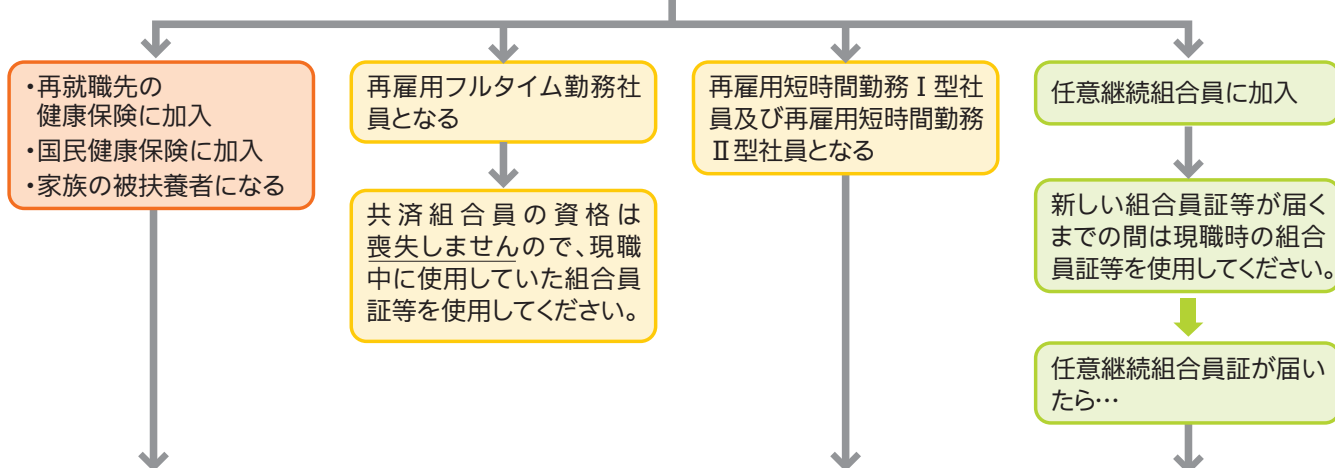 ・再就職先の
健康保険に加入
・国民健康保険に加入
・家族の被扶養者になる
再雇用フルタイム勤務社
員となる
共済組合員の資格は
喪失しませんので、現職
中に使用していた組合員
証等を使用してください。
再雇用短時間勤務Ⅰ型社
員及び再雇用短時間勤務
Ⅱ型社員となる
任意継続組合員に加入
新しい組合員証等が届く
までの間は現職時の組合
員証等を使用してください。
任意継続組合員証が届い
たら…